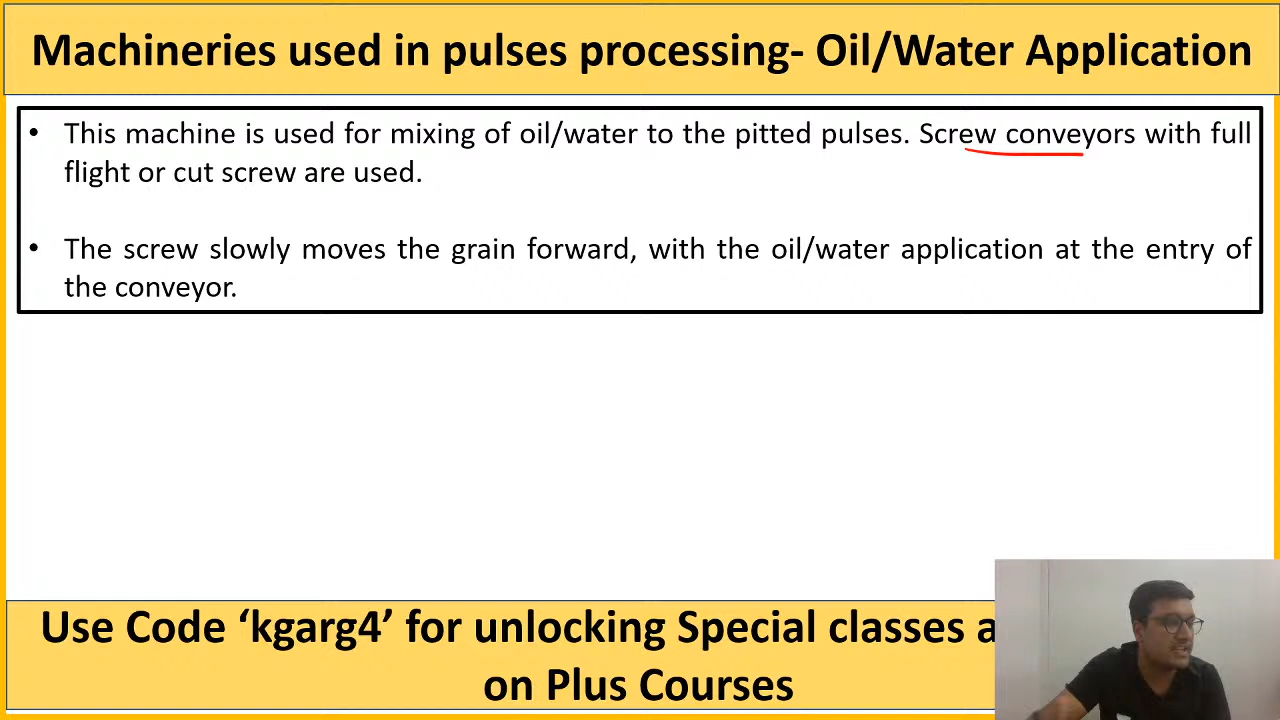 Machineries used in pulses processing- Oil/Water Application
• This machine is used for mixing of oil/water to the pitted pulses. Screw conveyors with full
flight or cut screw are used.
• The screw slowly moves the grain forward, with the oil/water application at the entry of
the conveyor.
Use Code ‘kgarg4’ for unlocking Special classes
on Plus Courses